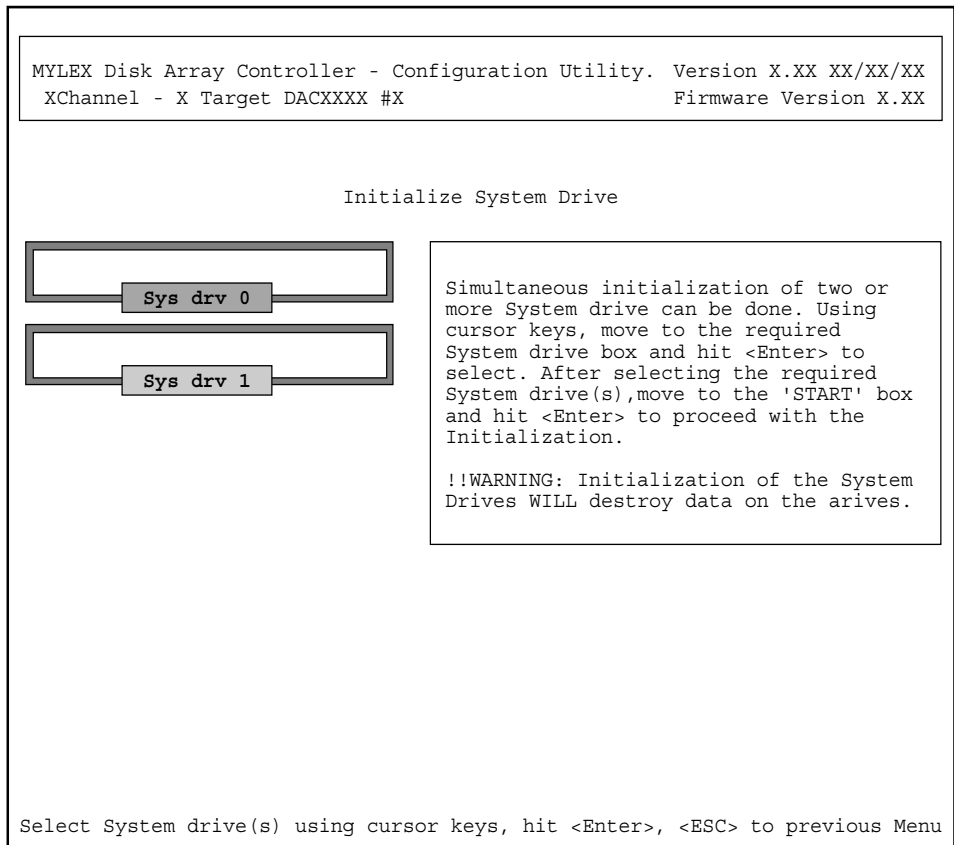 MYLEX Disk Array Controller - Configuration Utility. Version X.XX XX/XX/XX
XChannel - X Target DACXXXX #X Firmware Version X.XX
Initialize System Drive
Sys drv 0
Sys drv 1
Simultaneous initialization of two or
more System drive can be done. Using
cursor keys, move to the required
System drive box and hit <Enter> to
select. After selecting the required
System drive(s),move to the 'START' box
and hit <Enter> to proceed with the
Initialization.
!!WARNING: Initialization of the System
Drives WILL destroy data on the arives.
Select System drive(s) using cursor keys, hit <Enter>, <ESC> to previous Menu